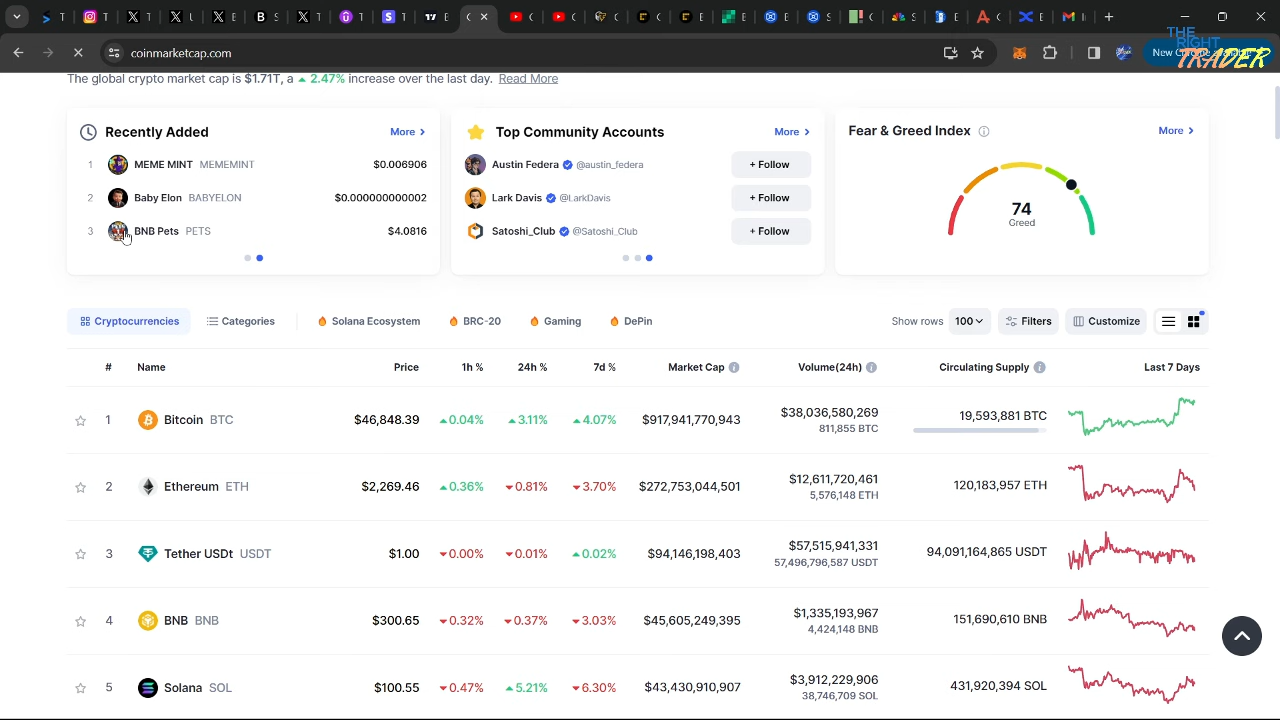 coinmarketcap.com
THE
RIGHT
TRADER
New Chr
The global crypto market cap is $1.71T, a 2.47% increase over the last day. Read More
Recently Added More
1 MEME MINT MEMEMINT $0.006906
2 Baby Elon BABYELON $0.000000000002
3 BNB Pets PETS $4.0816
Top Community Accounts More
Austin Federa @austin_federa + Follow
Lark Davis @LarkDavis + Follow
Satoshi_Club @Satoshi_Club + Follow
Fear & Greed Index More
74
Greed
Cryptocurrencies Categories Solana Ecosystem BRC-20 Gaming DePin Show rows 100 Filters Customize
# Name Price 1h % 24h % 7d % Market Cap Volume(24h) Circulating Supply Last 7 Days
1 Bitcoin BTC $46,848.39 0.04% 3.11% 4.07% $917,941,770,943 $38,036,580,269 19,593,881 BTC
811,855 BTC
2 Ethereum ETH $2,269.46 0.36% 0.81% 3.70% $272,753,044,501 $12,611,720,461 120,183,957 ETH
5,576,148 ETH
3 Tether USDt USDT $1.00 0.00% 0.01% 0.02% $94,146,198,403 $57,515,941,331 94,091,164,865 USDT
57,496,796,587 USDT
4 BNB BNB $300.65 0.32% 0.37% 3.03% $45,605,249,395 $1,335,193,967 151,690,610 BNB
4,424,148 BNB
5 Solana SOL $100.55 0.47% 5.21% 6.30% $43,430,910,907 $3,912,229,906 431,920,394 SOL
38,746,709 SOL